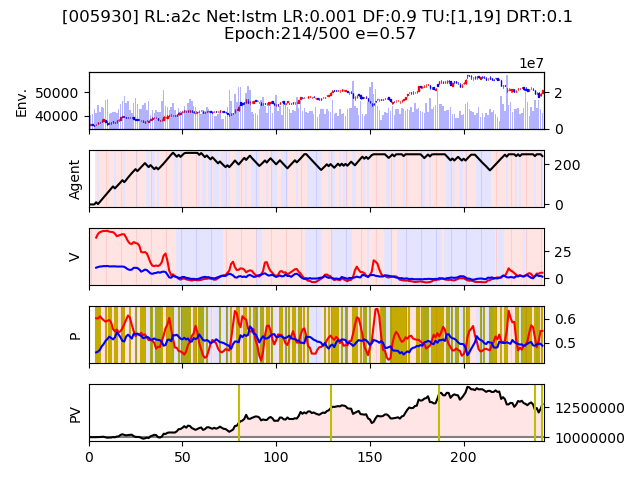 [005930] RL:a2c Net:lstm LR:0.001 DF:0.9 TU:[1,19] DRT:0.1
Epoch:214/500 e=0.57
1e7
Env.
50000
40000
2
0
Agent
200
0
V
25
0
P
0.6
0.5
PV
12500000
10000000
0 50 100 150 200